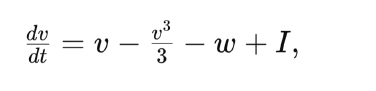 dv/dt = v − v³/3 − w + I,